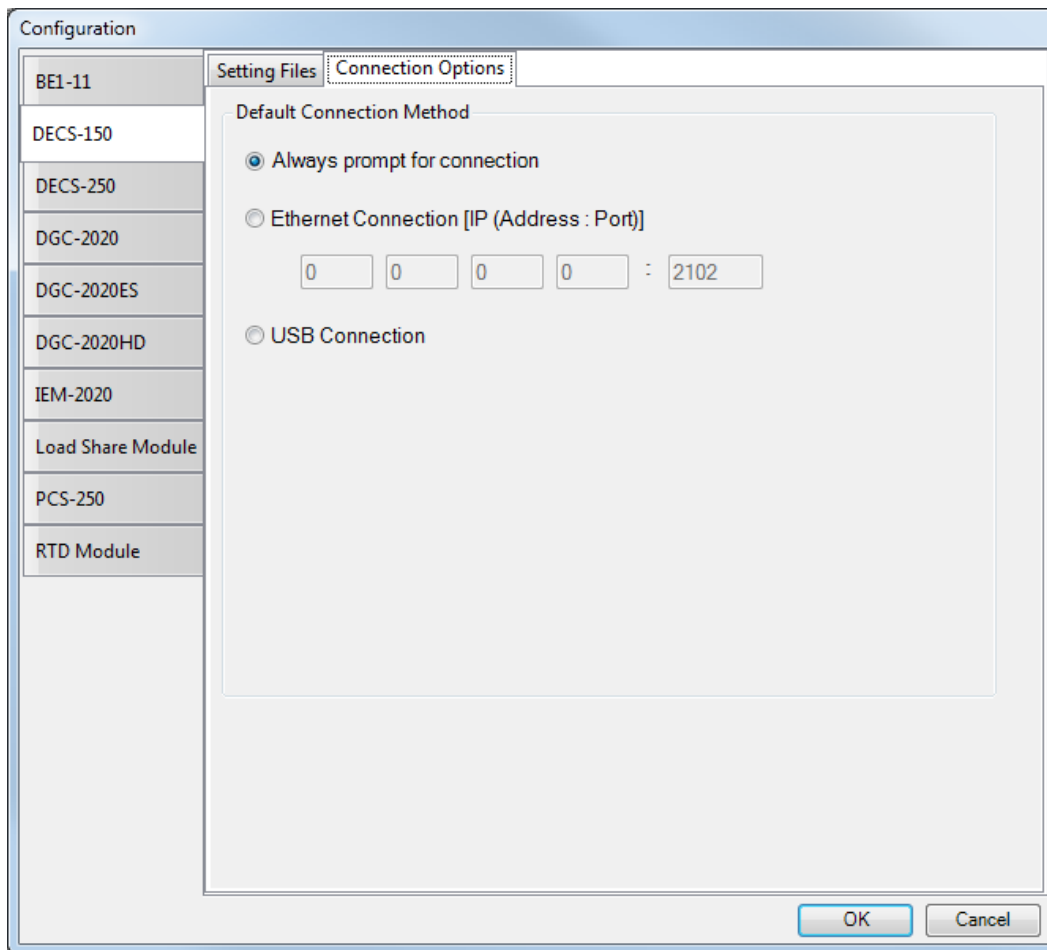 Configuration
BE1-11
DECS-150
DECS-250
DGC-2020
DGC-2020ES
DGC-2020HD
IEM-2020
Load Share Module
PCS-250
RTD Module
Setting Files Connection Options
Default Connection Method
Always prompt for connection
Ethernet Connection [IP (Address : Port)]
0 0 0 0 : 2102
USB Connection
OK Cancel